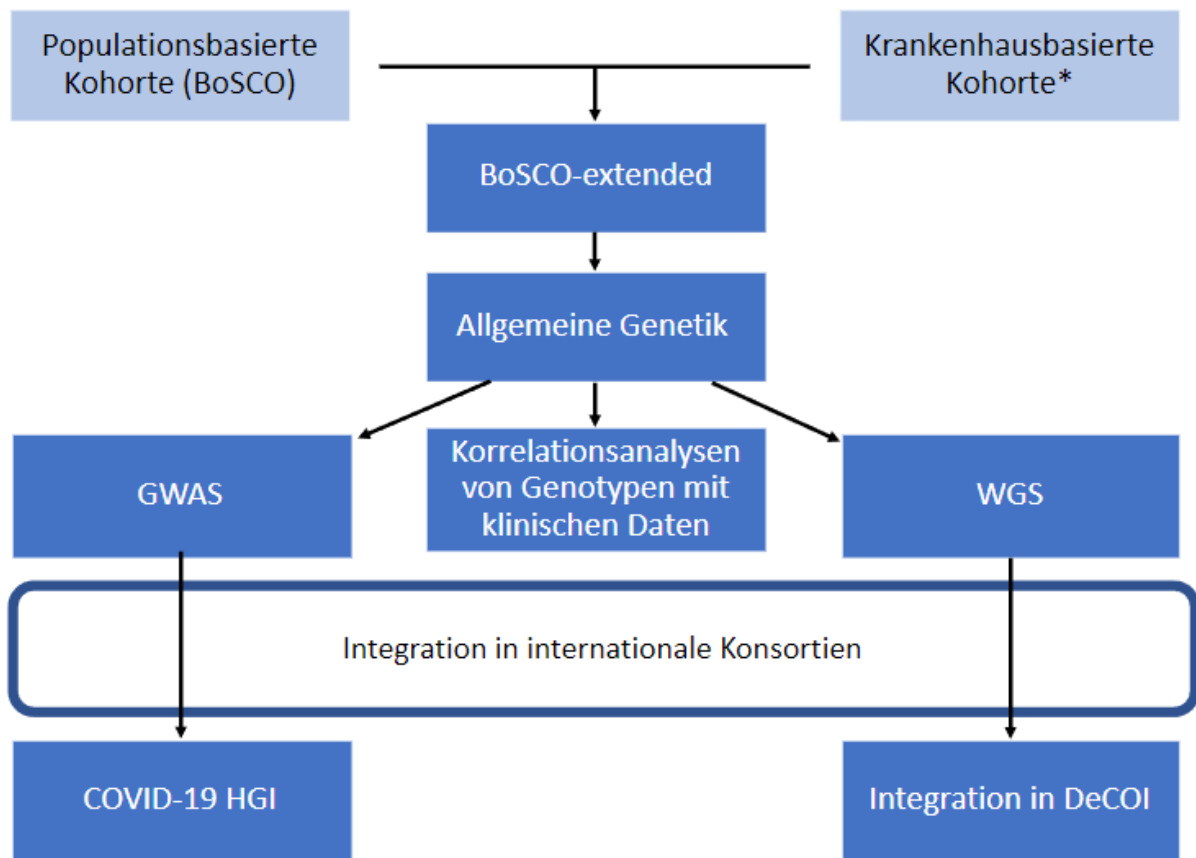 Populationsbasierte
Kohorte (BoSCO)
Krankenhausbasierte
Kohorte*
BoSCO-extended
Allgemeine Genetik
GWAS
Korrelationsanalysen
von Genotypen mit
klinischen Daten
WGS
Integration in internationale Konsortien
COVID-19 HGI
Integration in DeCOI